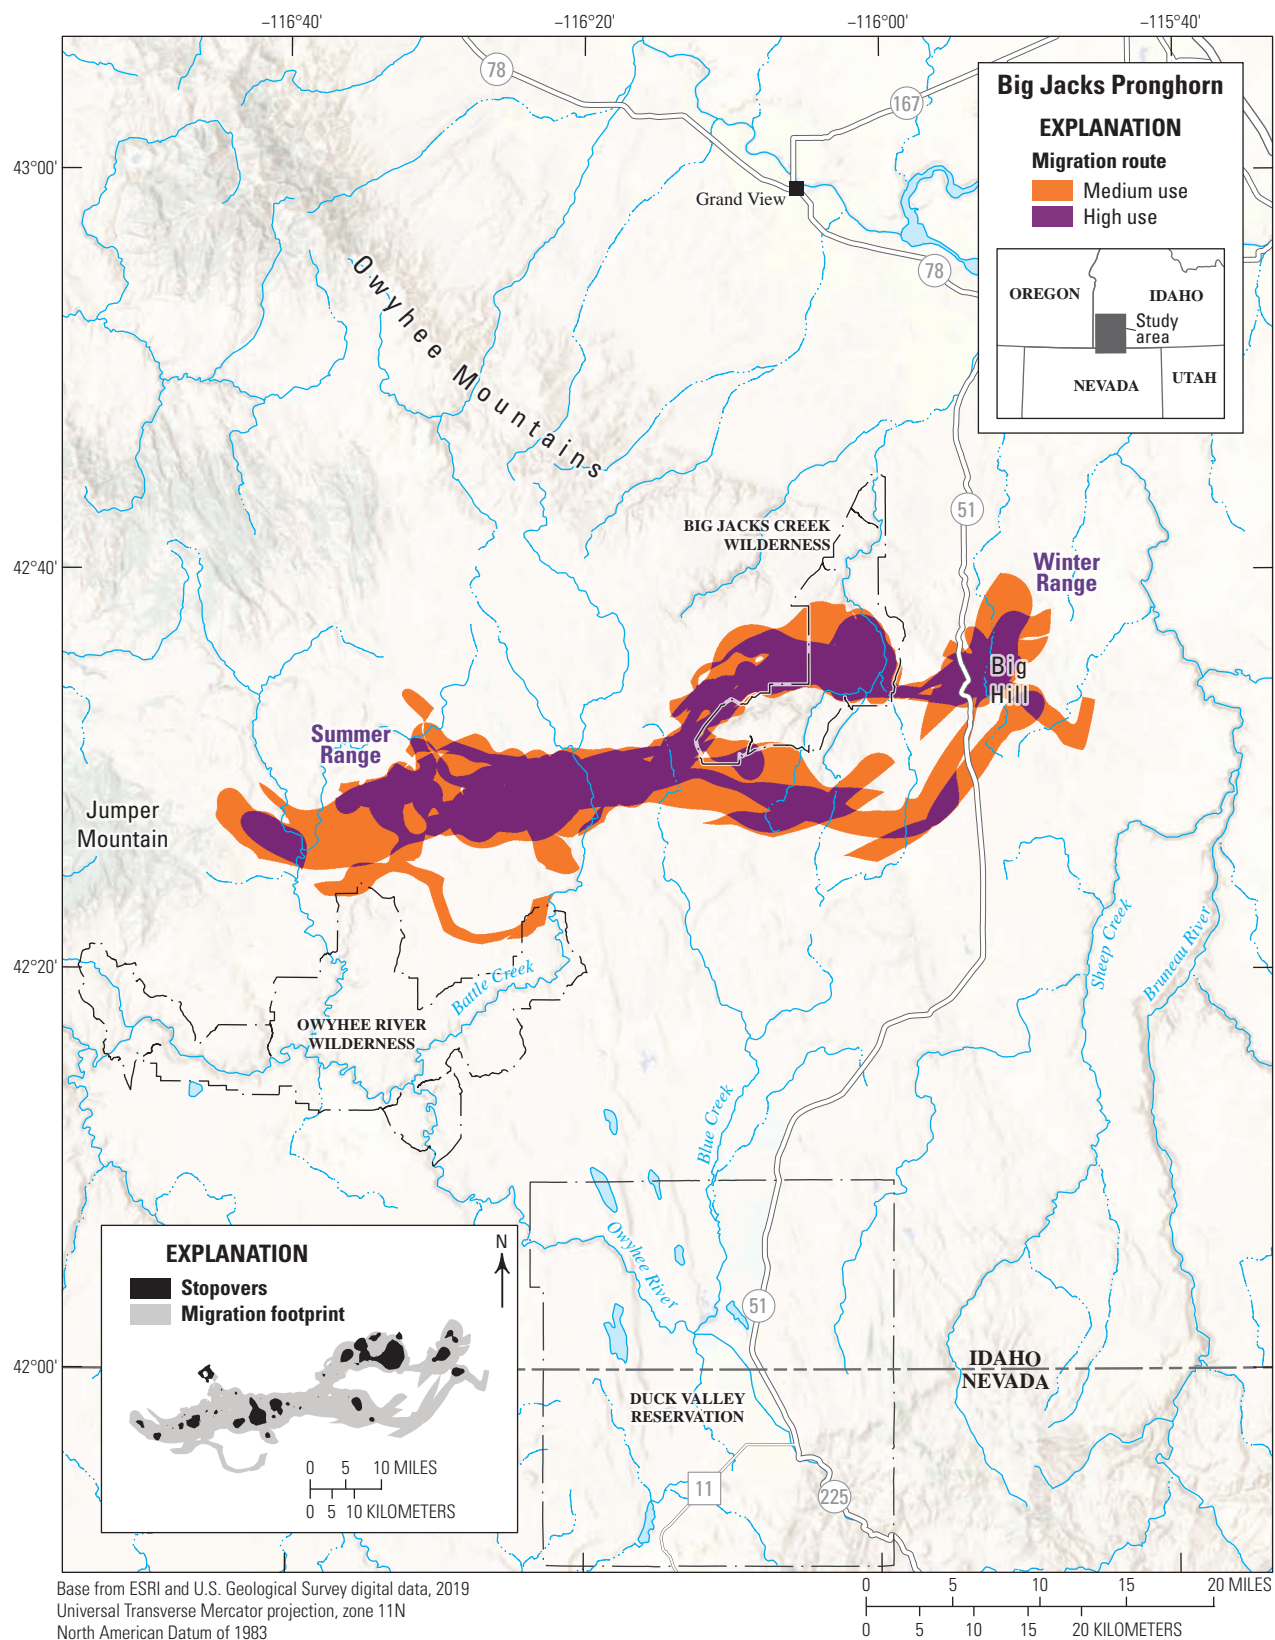 −116°40'
−116°20'
−116°00'
−115°40'
78
167
Big Jacks Pronghorn
EXPLANATION
Migration route
Medium use
High use
43°00'
Grand View
78
OREGON
IDAHO
Study
area
NEVADA
UTAH
Owyhee Mountains
51
BIG JACKS CREEK
WILDERNESS
42°40'
Winter
Range
Big
Hill
Summer
Range
Jumper
Mountain
Sheep Creek
Bruneau River
42°20'
Battle Creek
OWYHEE RIVER
WILDERNESS
Blue Creek
Owyhee River
EXPLANATION
N
Stopovers
Migration footprint
51
42°00'
IDAHO
NEVADA
DUCK VALLEY
RESERVATION
0 5 10 MILES
0 5 10 KILOMETERS
11
225
Base from ESRI and U.S. Geological Survey digital data, 2019
Universal Transverse Mercator projection, zone 11N
North American Datum of 1983
0 5 10 15 20 MILES
0 5 10 15 20 KILOMETERS